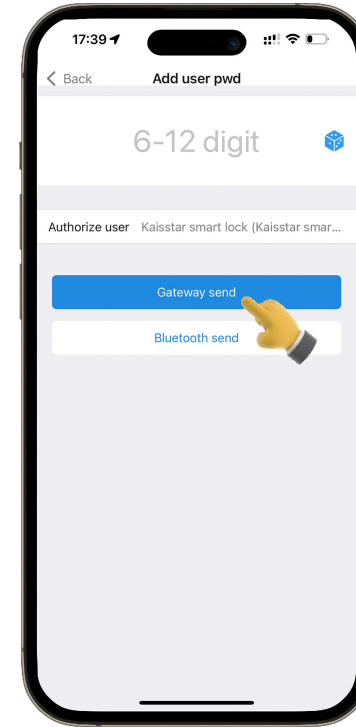 17:39
Back
Add user pwd
6-12 digit
Authorize user
Kaisstar smart lock (Kaisstar smar...
Gateway send
Bluetooth send